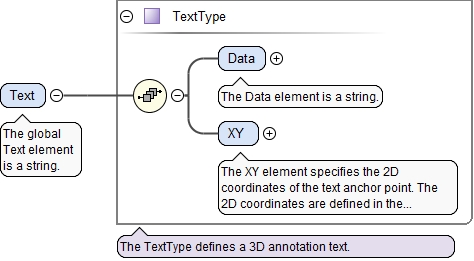 TextType
Data
The Data element is a string.
Text
The global
Text element
is a string.
XY
The XY element specifies the 2D
coordinates of the text anchor point. The
2D coordinates are defined in the...
The TextType defines a 3D annotation text.